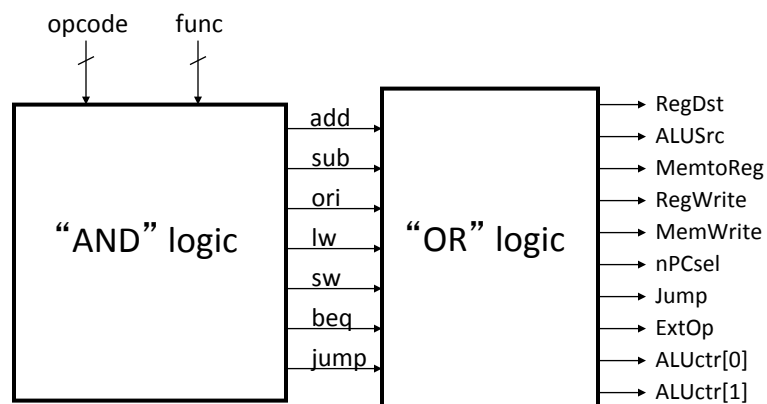 opcode func
“AND” logic
add
sub
ori
lw
sw
beq
jump
“OR” logic
RegDst
ALUSrc
MemtoReg
RegWrite
MemWrite
nPCsel
Jump
ExtOp
ALUctr[0]
ALUctr[1]